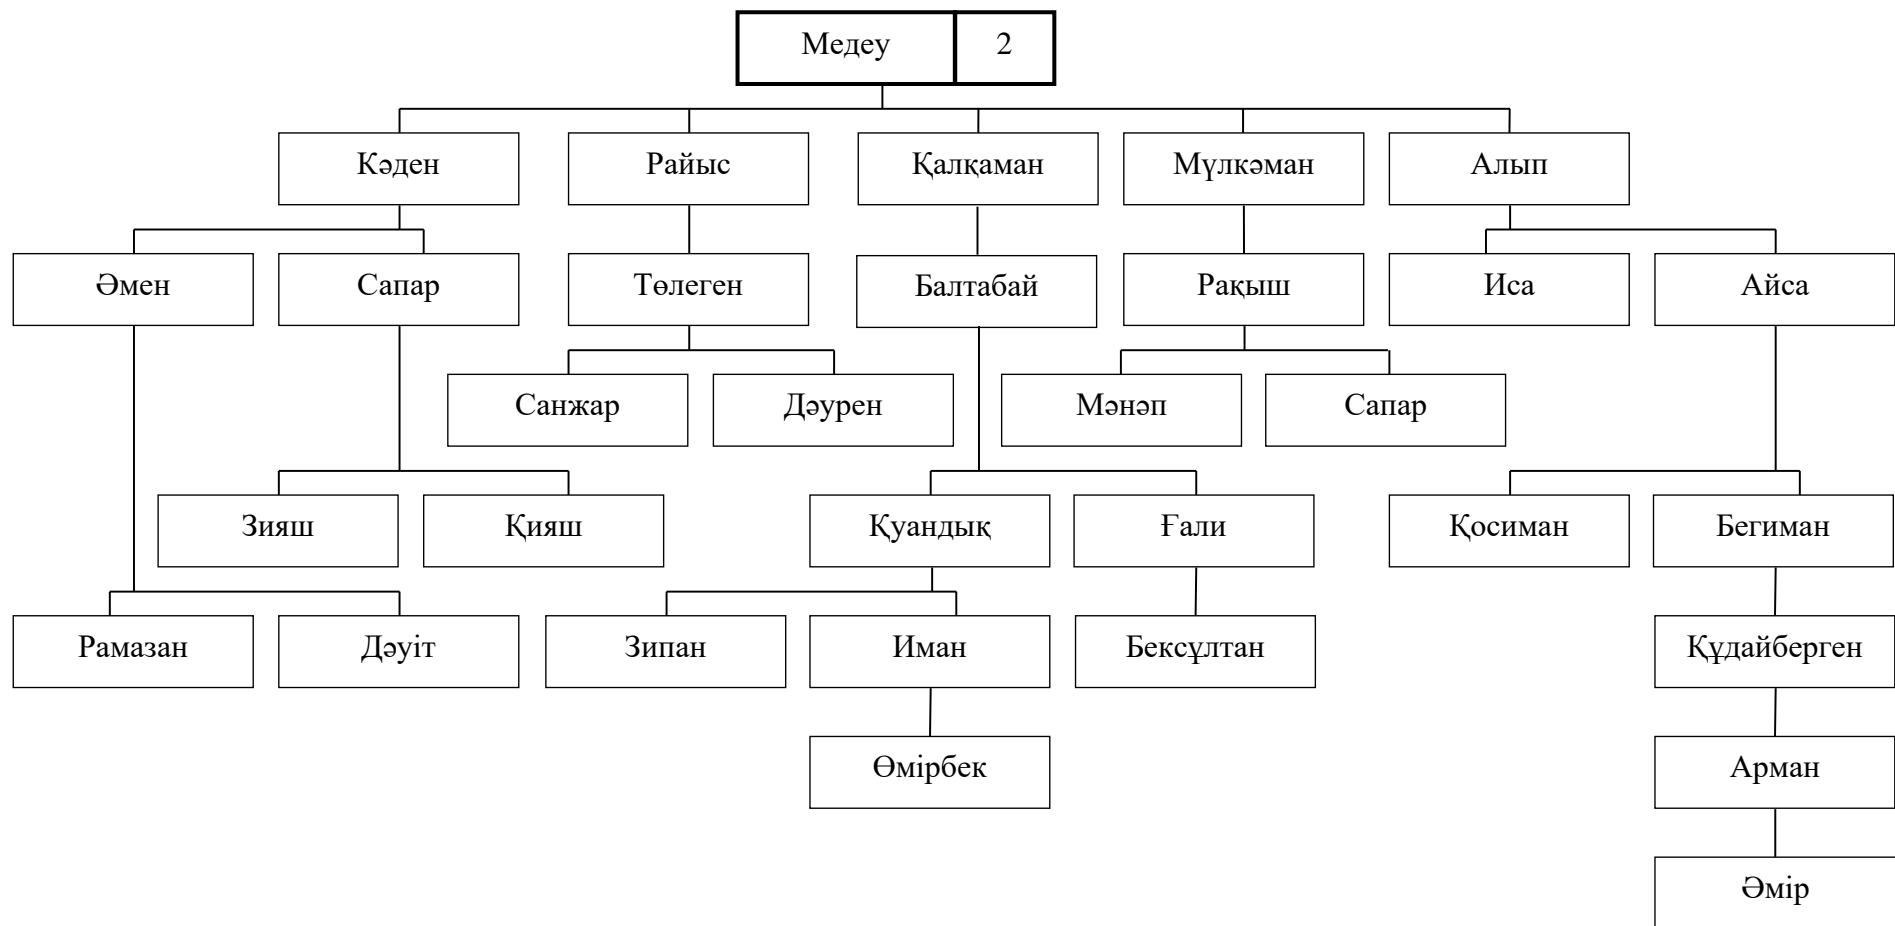 Медеу 2
Кәден Райыс Қалқаман Мүлкәман Алып
Әмен Сапар Төлеген Балтабай Рақыш Иса Айса
Санжар Дәурен Мәнәп Сапар
Зияш Қияш Қуандық Ғали Қосиман Бегиман
Рамазан Дәуіт Зипан Иман Бексұлтан Құдайберген
Өмірбек Арман
Әмір